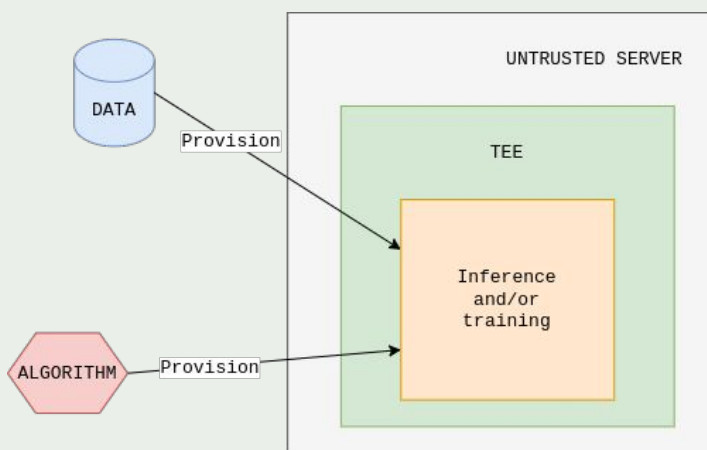 UNTRUSTED SERVER
DATA
Provision
TEE
Inference
and/or
training
Provision
ALGORITHM